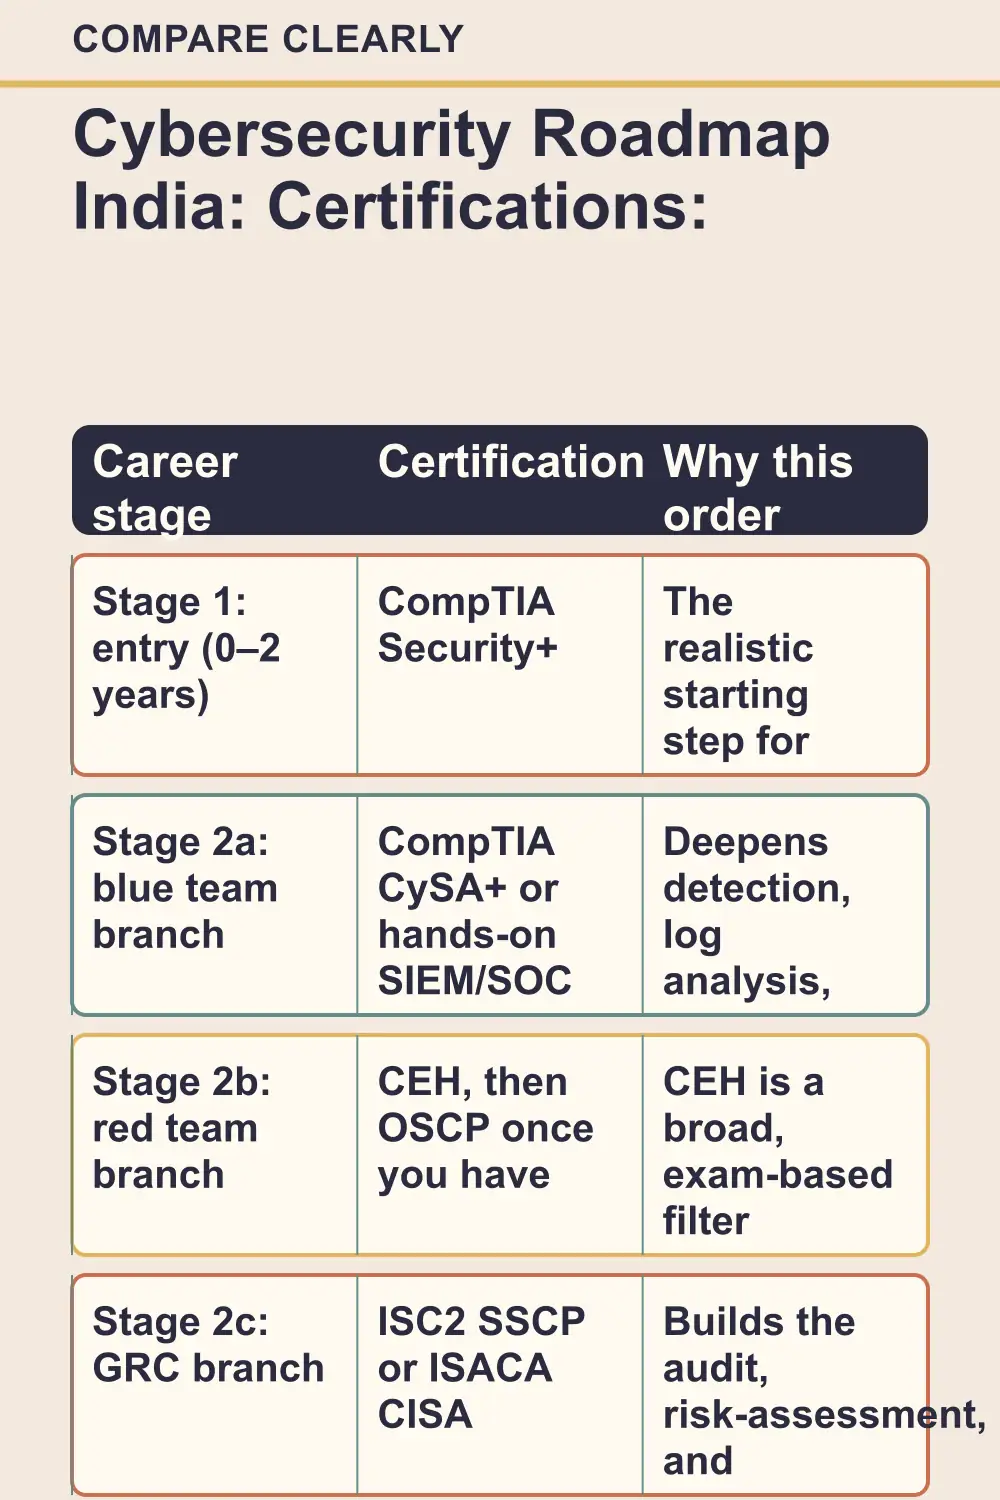 COMPARE CLEARLY
Cybersecurity Roadmap
India: Certifications:
Career
stage
Certification
Why this
order
Stage 1:
entry (0–2
years)
CompTIA
Security+
The
realistic
starting
step for
Stage 2a:
blue team
branch
CompTIA
CySA+ or
hands-on
SIEM/SOC
Deepens
detection,
log
analysis,
Stage 2b:
red team
branch
CEH, then
OSCP once
you have
CEH is a
broad,
exam-based
filter
Stage 2c:
GRC branch
ISC2 SSCP
or ISACA
CISA
Builds the
audit,
risk-assessment,
and